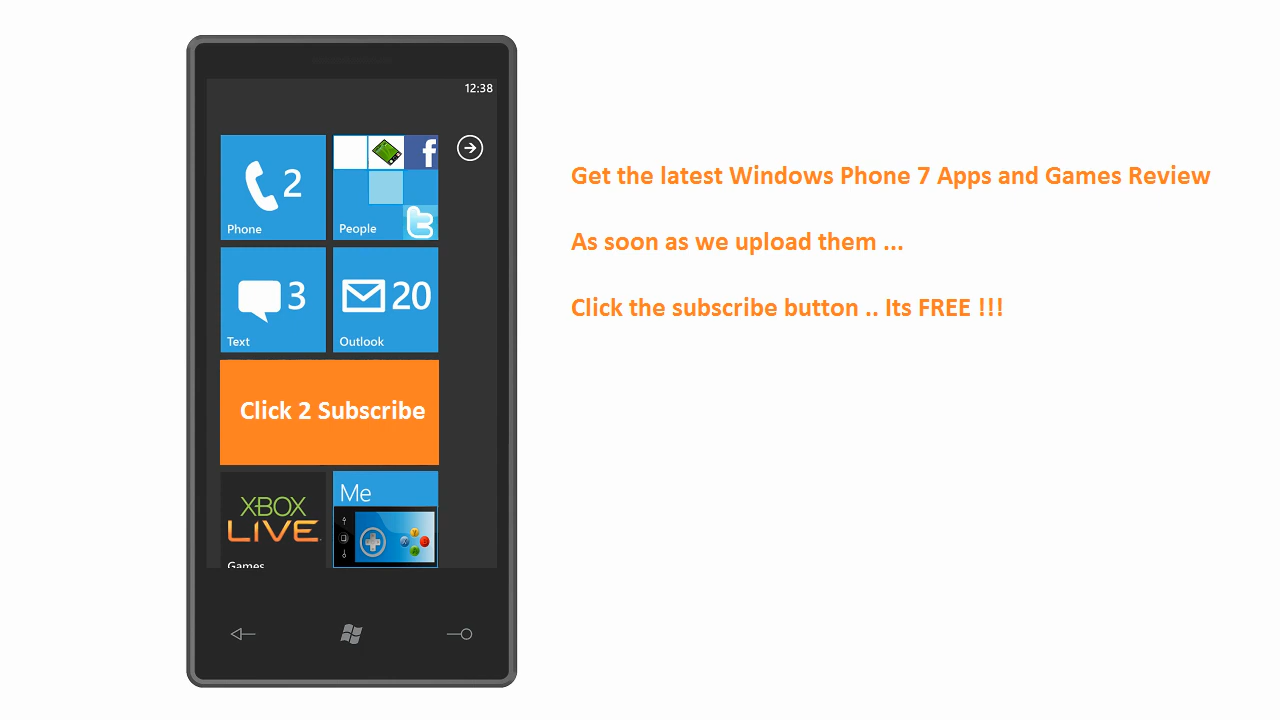 12:38
2
Phone
f
People
t
3
Text
20
Outlook
Click 2 Subscribe
XBOX
LIVE
Games
Me
Y
X
B
A
Get the latest Windows Phone 7 Apps and Games Review
As soon as we upload them ...
Click the subscribe button .. Its FREE !!!